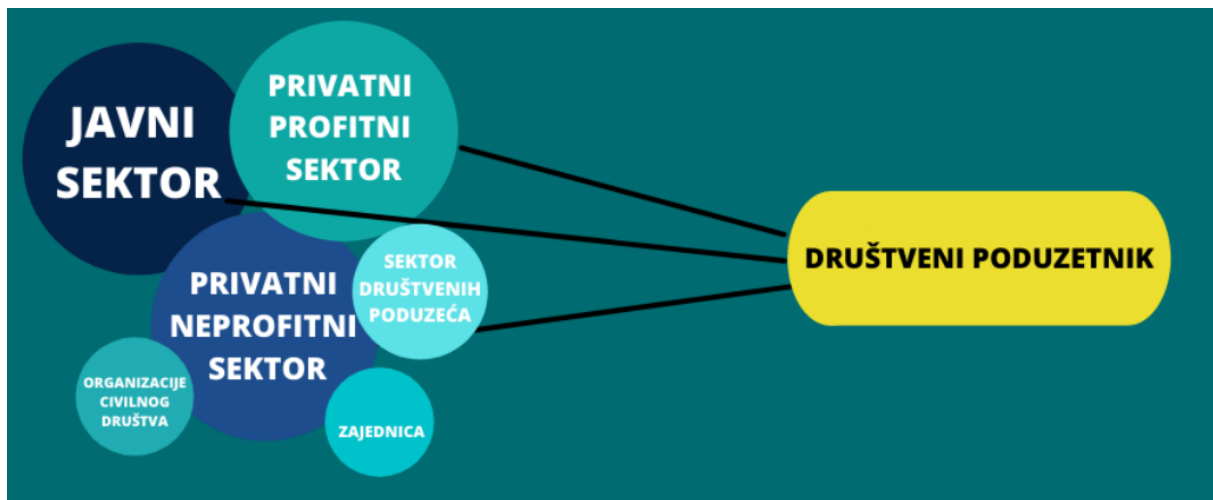 JAVNI
SEKTOR
PRIVATNI
PROFITNI
SEKTOR
PRIVATNI
NEPROFITNI
SEKTOR
SEKTOR
DRUŠTVENIH
PODUZEĆA
ORGANIZACIJE
CIVILNOG
DRUŠTVA
ZAJEDNICA
DRUŠTVENI PODUZETNIK